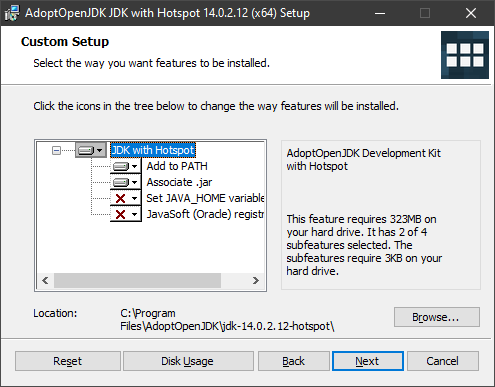 AdoptOpenJDK JDK with Hotspot 14.0.2.12 (x64) Setup
Custom Setup
Select the way you want features to be installed.
Click the icons in the tree below to change the way features will be installed.
JDK with Hotspot
Add to PATH
Associate .jar
Set JAVA_HOME variable
JavaSoft (Oracle) registr
AdoptOpenJDK Development Kit
with Hotspot
This feature requires 323MB on
your hard drive. It has 2 of 4
subfeatures selected. The
subfeatures require 3KB on your
hard drive.
Location:
C:\Program
Files\AdoptOpenJDK\jdk-14.0.2.12-hotspot\
Browse...
Reset
Disk Usage
Back
Next
Cancel